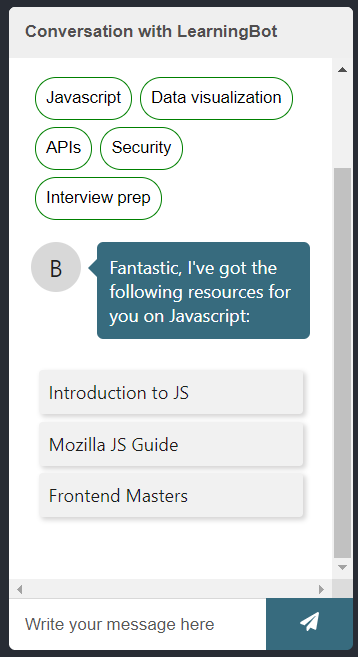 Conversation with LearningBot
Javascript
Data visualization
APIs
Security
Interview prep
B
Fantastic, I've got the
following resources for
you on Javascript:
Introduction to JS
Mozilla JS Guide
Frontend Masters
Write your message here